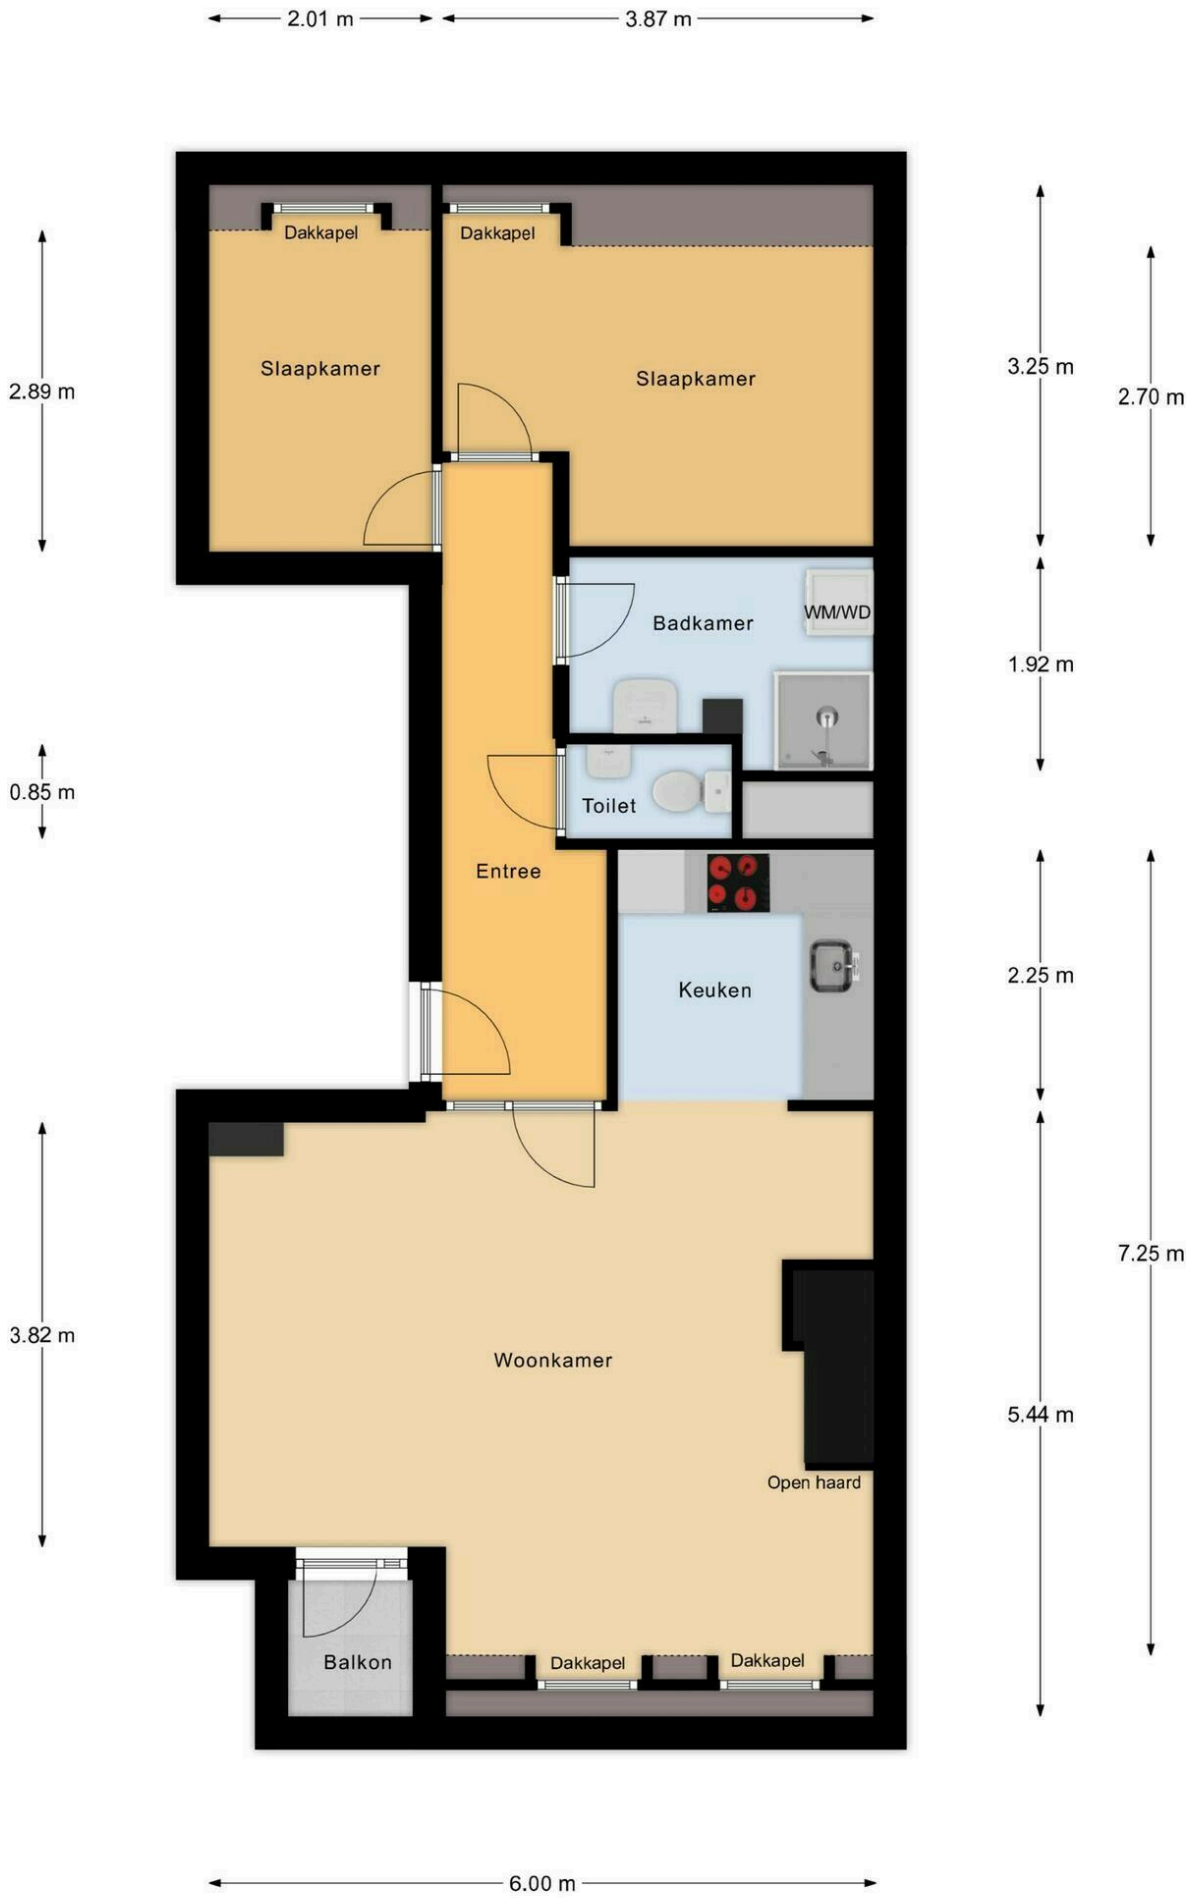 2.01 m
3.87 m
Dakkapel
Dakkapel
Slaapkamer
Slaapkamer
2.89 m
3.25 m
2.70 m
WM/WD
Badkamer
1.92 m
0.85 m
Toilet
Entree
Keuken
2.25 m
7.25 m
3.82 m
Woonkamer
5.44 m
Open haard
Balkon
Dakkapel
Dakkapel
6.00 m